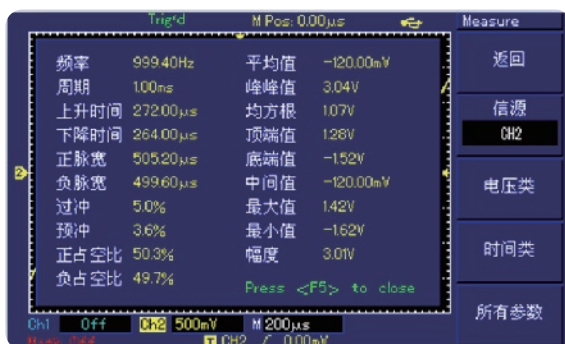 Trig'd M Pos: 0.00μs Measure
频率 999.40Hz 平均值 -120.00mV
周期 1.00ms 峰峰值 3.04V
上升时间 272.00μs 均方根 1.07V
下降时间 264.00μs 顶端值 1.28V
正脉宽 505.20μs 底端值 -1.52V
负脉宽 499.60μs 中间值 -120.00mV
过冲 5.0% 最大值 1.42V
预冲 3.6% 最小值 -1.62V
正占空比 50.3% 幅度 3.01V
负占空比 49.7%
Press <F5> to close
返回
信源
CH2
电压类
时间类
所有参数
2
Ch1 Off Ch2 500mV M 200μs
T CH2 / 0.00mV